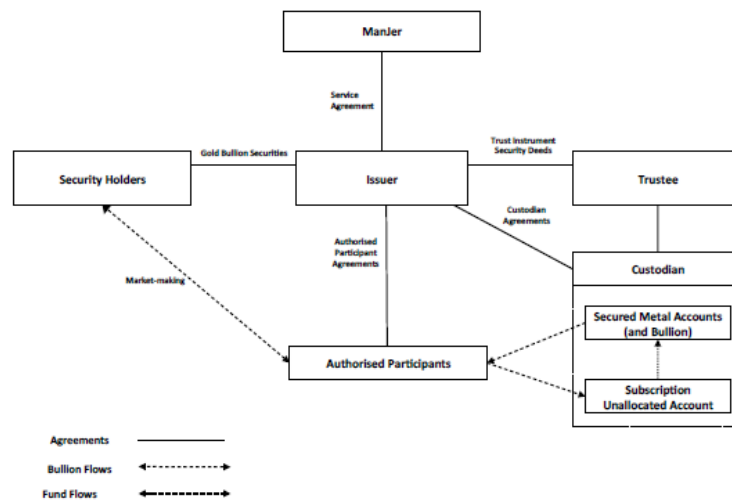 ManJer
Service
Agreement
Gold Bullion Securities
Trust Instrument
Security Deeds
Security Holders
Issuer
Trustee
Custodian
Agreements
Authorised
Participant
Agreements
Custodian
Market-making
Secured Metal Accounts
(and Bullion)
Authorised Participants
Subscription
Unallocated Account
Agreements
Bullion Flows
Fund Flows